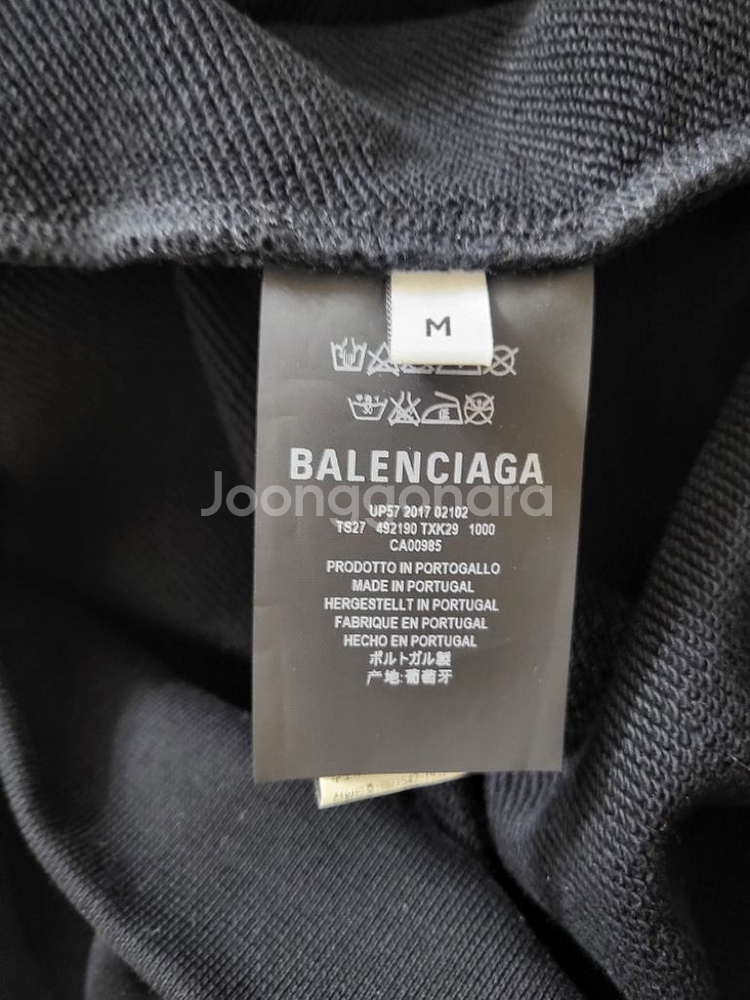 M
BALENCIAGA
Joonggonara
UP57 2017 02102
TS27 492190 TXK29 1000
CA00985
PRODOTTO IN PORTOGALLO
MADE IN PORTUGAL
HERGESTELLT IN PORTUGAL
FABRIQUE EN PORTUGAL
HECHO EN PORTUGAL
ポルトガル製
产地:葡萄牙